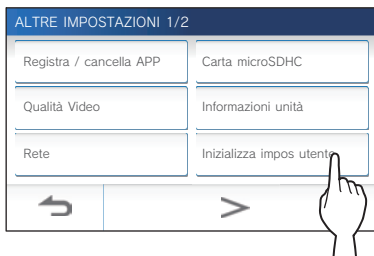 ALTRE IMPOSTAZIONI 1/2
Registra / cancella APP
Carta microSDHC
Qualità Video
Informazioni unità
Rete
Inizializza impos utente